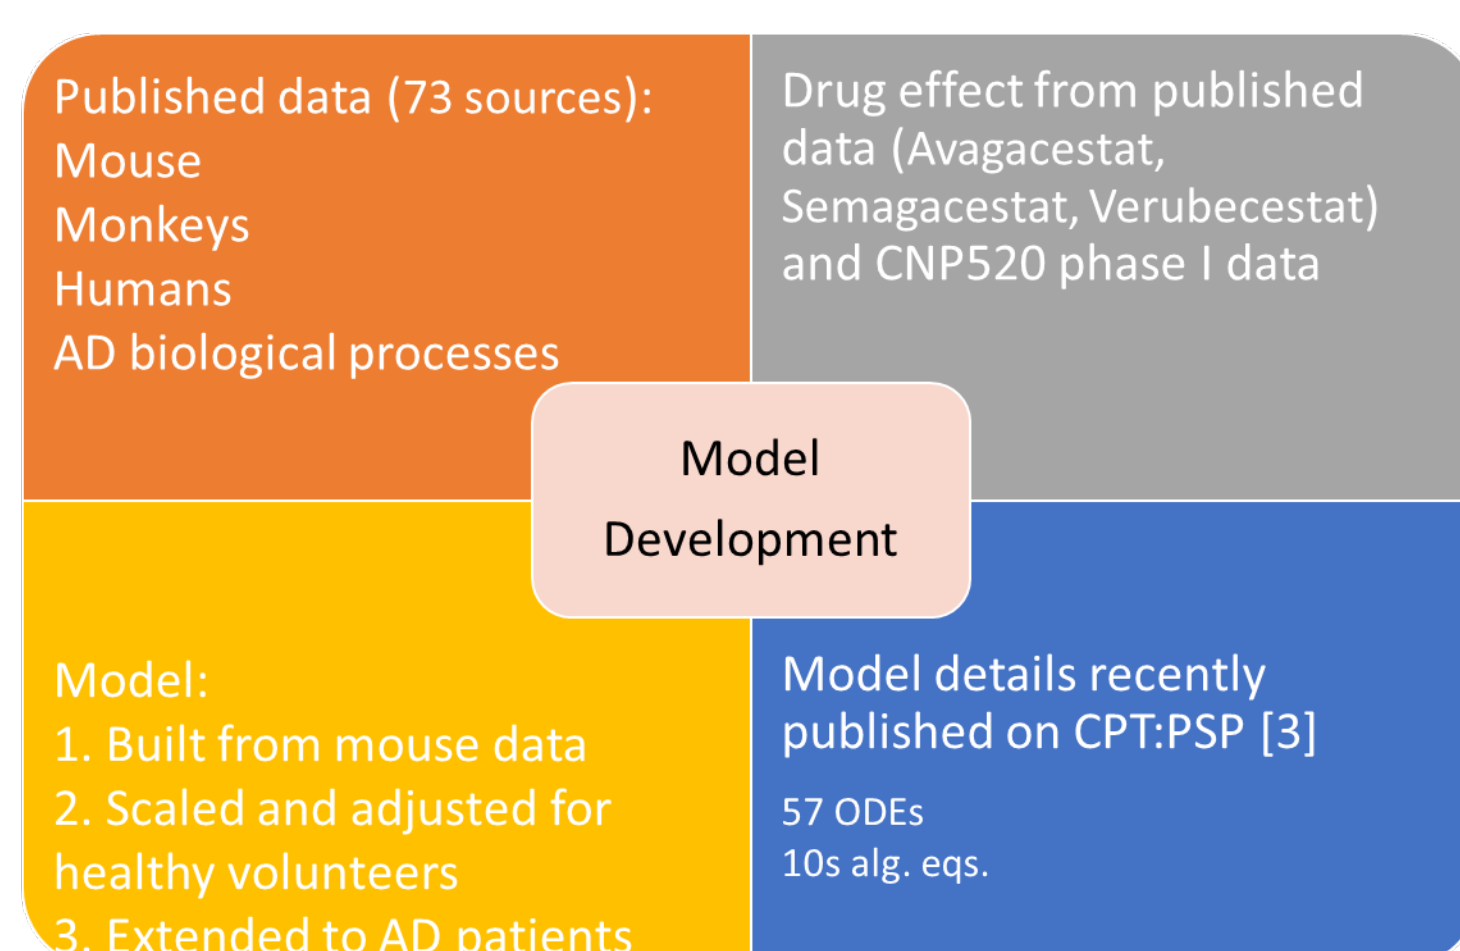 Published data (73 sources):
Mouse
Monkeys
Humans
AD biological processes
Drug effect from published
data (Avagacestat,
Semagacestat, Verubecestat)
and CNP520 phase I data
Model
Development
Model:
1. Built from mouse data
2. Scaled and adjusted for
healthy volunteers
3. Extended to AD patients
Model details recently
published on CPT:PSP [3]
57 ODEs
10s alg. eqs.